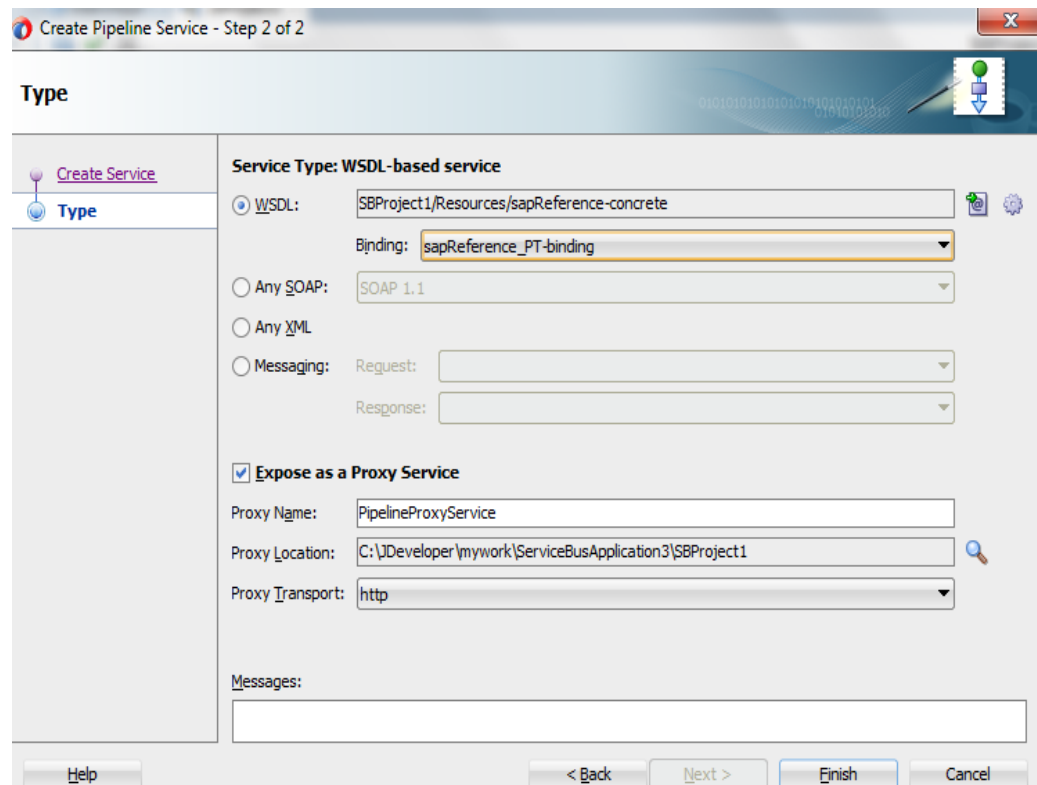 Create Pipeline Service - Step 2 of 2
Type
Create Service
Type
Service Type: WSDL-based service
WSDL: SBProject1/Resources/sapReference-concrete
Binding: sapReference_PT-binding
Any SOAP: SOAP 1.1
Any XML
Messaging: Request:
Response:
Expose as a Proxy Service
Proxy Name: PipelineProxyService
Proxy Location: C:\JDeveloper\mywork\ServiceBusApplication3\SBProject1
Proxy Transport: http
Messages:
Help < Back Next > Finish Cancel